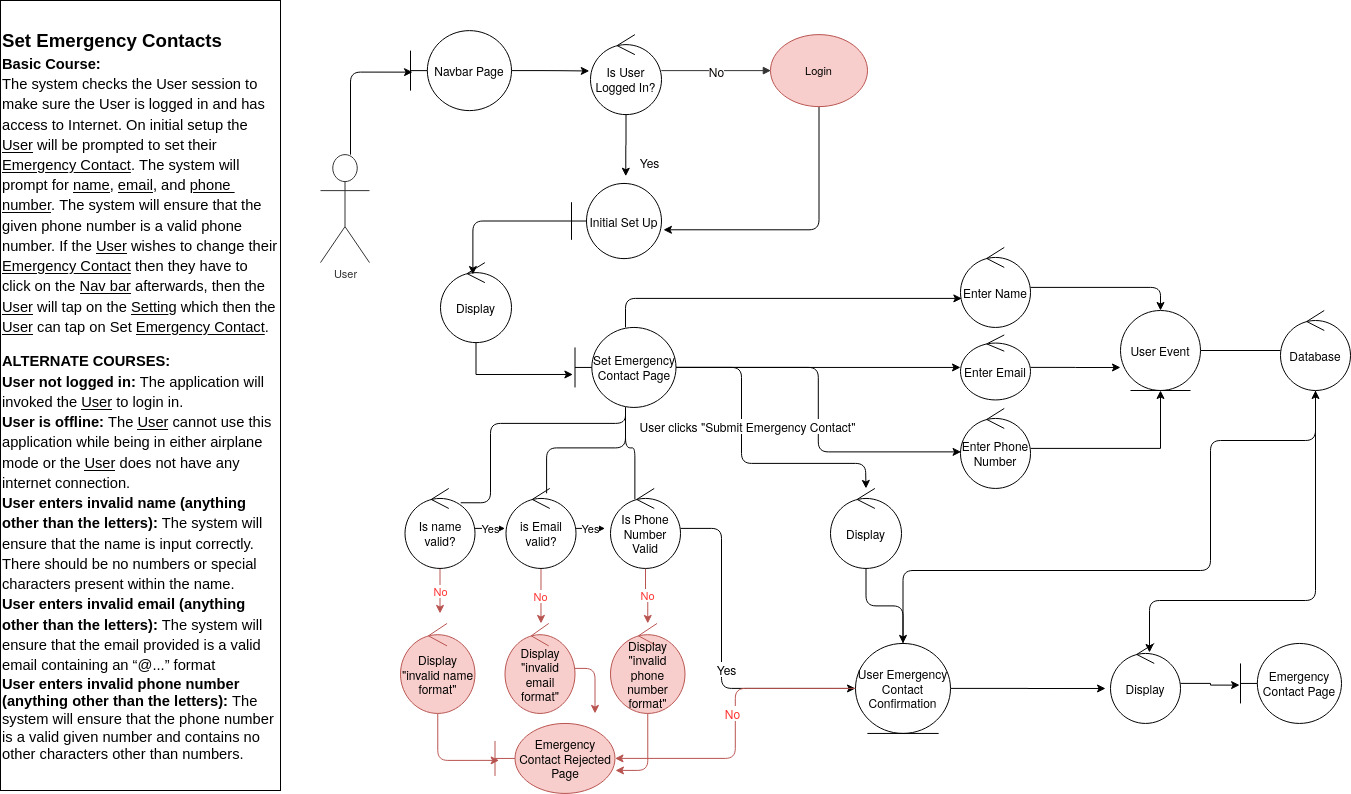 Set Emergency Contacts
Basic Course:
The system checks the User session to
make sure the User is logged in and has
access to Internet. On initial setup the
User will be prompted to set their
Emergency Contact. The system will
prompt for name, email, and phone
number. The system will ensure that the
given phone number is a valid phone
number. If the User wishes to change their
Emergency Contact then they have to
click on the Nav bar afterwards, then the
User will tap on the Setting which then the
User can tap on Set Emergency Contact.
ALTERNATE COURSES:
User not logged in: The application will
invoked the User to login in.
User is offline: The User cannot use this
application while being in either airplane
mode or the User does not have any
internet connection.
User enters invalid name (anything
other than the letters): The system will
ensure that the name is input correctly.
There should be no numbers or special
characters present within the name.
User enters invalid email (anything
other than the letters): The system will
ensure that the email provided is a valid
email containing an “@...” format
User enters invalid phone number
(anything other than the letters): The
system will ensure that the phone number
is a valid given number and contains no
other characters other than numbers.
User
Navbar Page
Is User
Logged In?
No
Login
Yes
Initial Set Up
Display
Set Emergency
Contact Page
Enter Name
Enter Email
Enter Phone
Number
User Event
Database
User clicks "Submit Emergency Contact"
Is name
valid?
Yes
is Email
valid?
Yes
Is Phone
Number
Valid
Display
No
No
No
Display
"invalid name
format"
Display
"invalid
email
format"
Display
"invalid
phone
number
format"
Yes
No
Emergency
Contact Rejected
Page
User Emergency
Contact
Confirmation
Display
Emergency
Contact Page